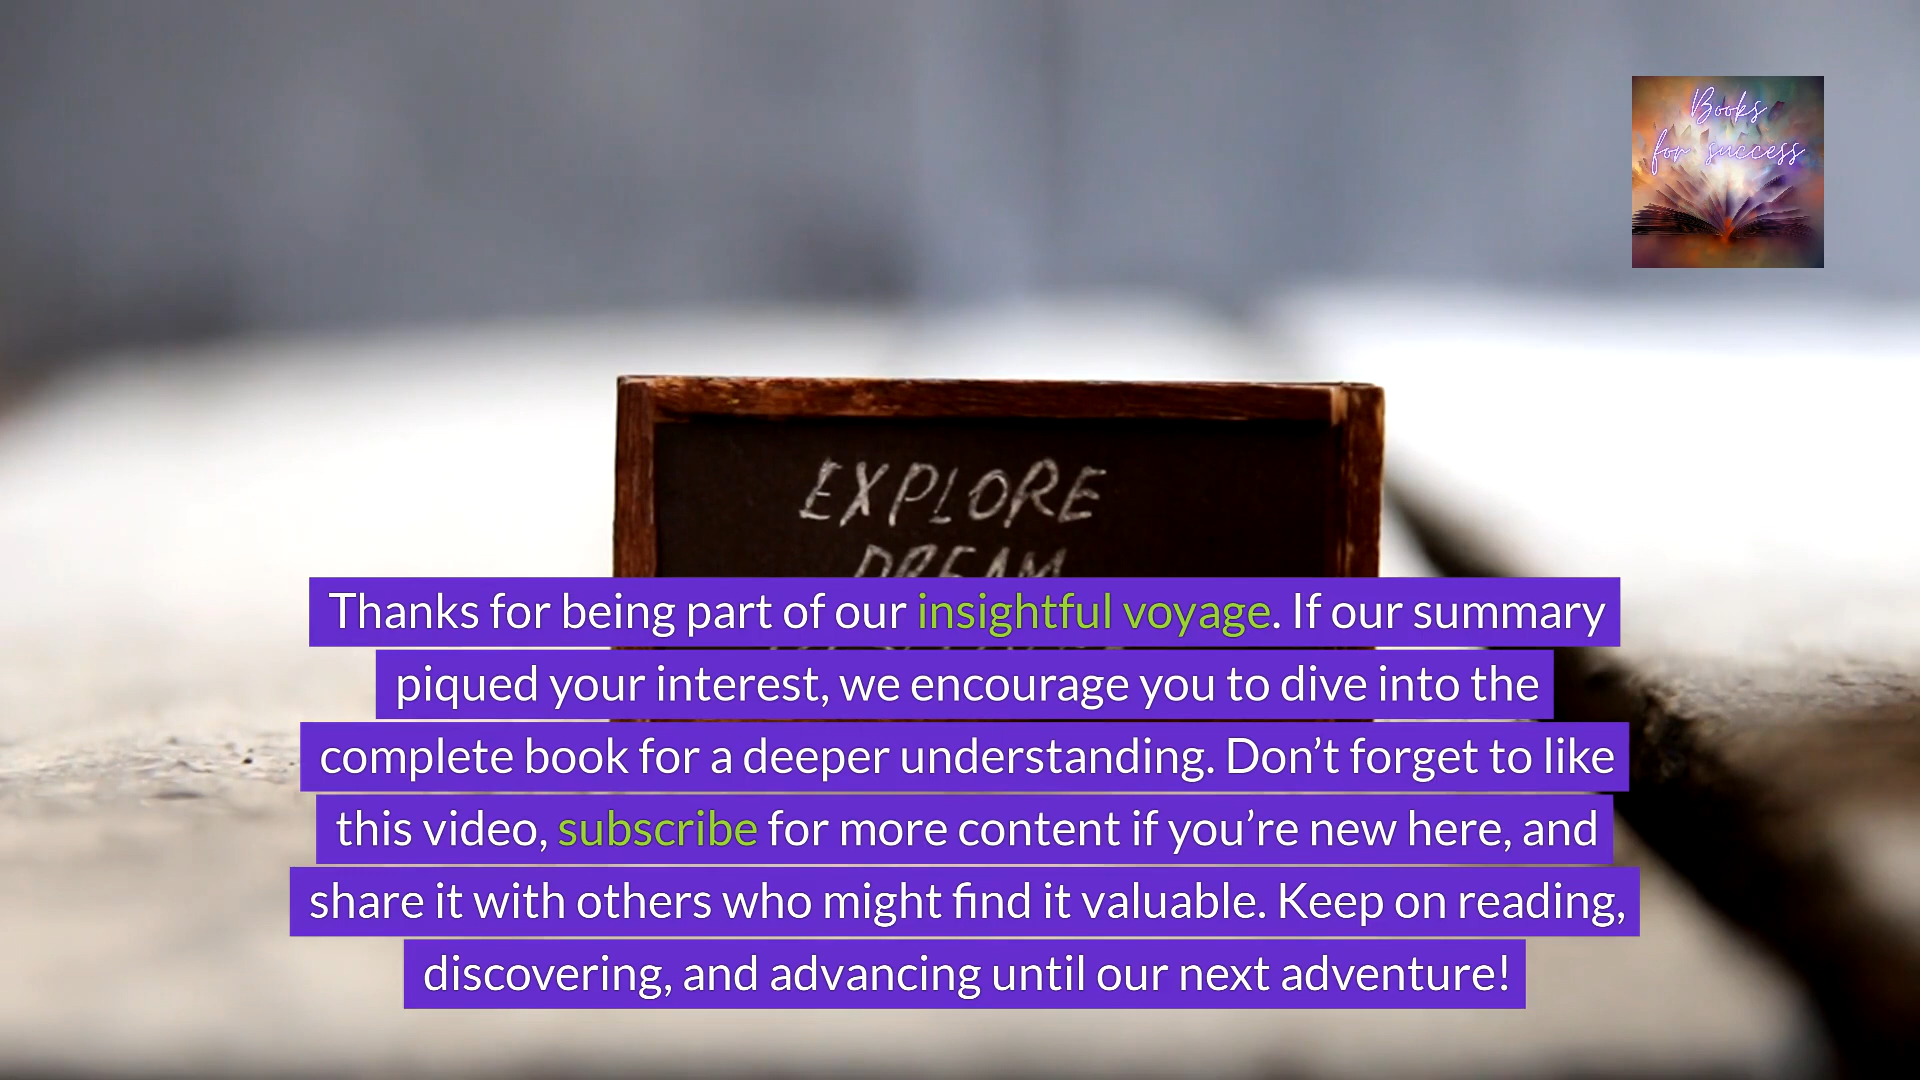 Books
for success
EXPLORE
DREAM
Thanks for being part of our insightful voyage. If our summary
piqued your interest, we encourage you to dive into the
complete book for a deeper understanding. Don’t forget to like
this video, subscribe for more content if you’re new here, and
share it with others who might find it valuable. Keep on reading,
discovering, and advancing until our next adventure!